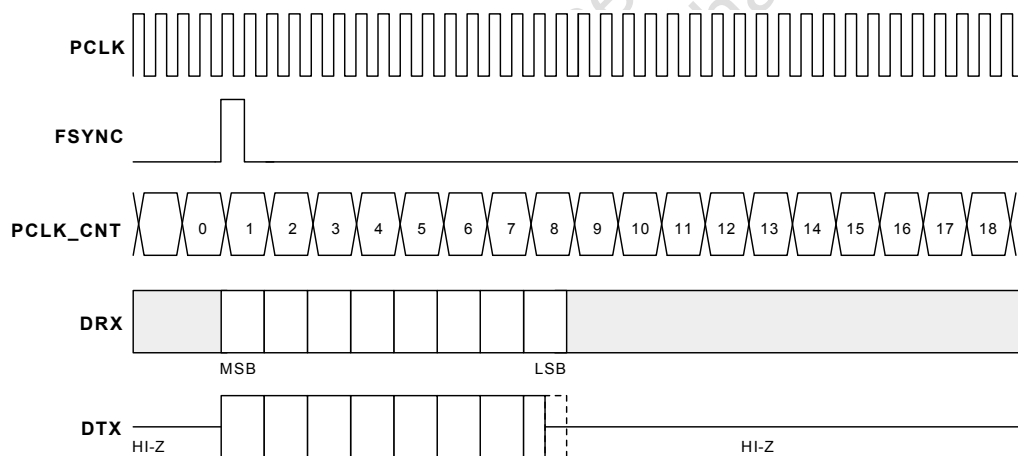 PCLK
FSYNC
PCLK_CNT 0 1 2 3 4 5 6 7 8 9 10 11 12 13 14 15 16 17 18
DRX
MSB LSB
DTX
HI-Z HI-Z